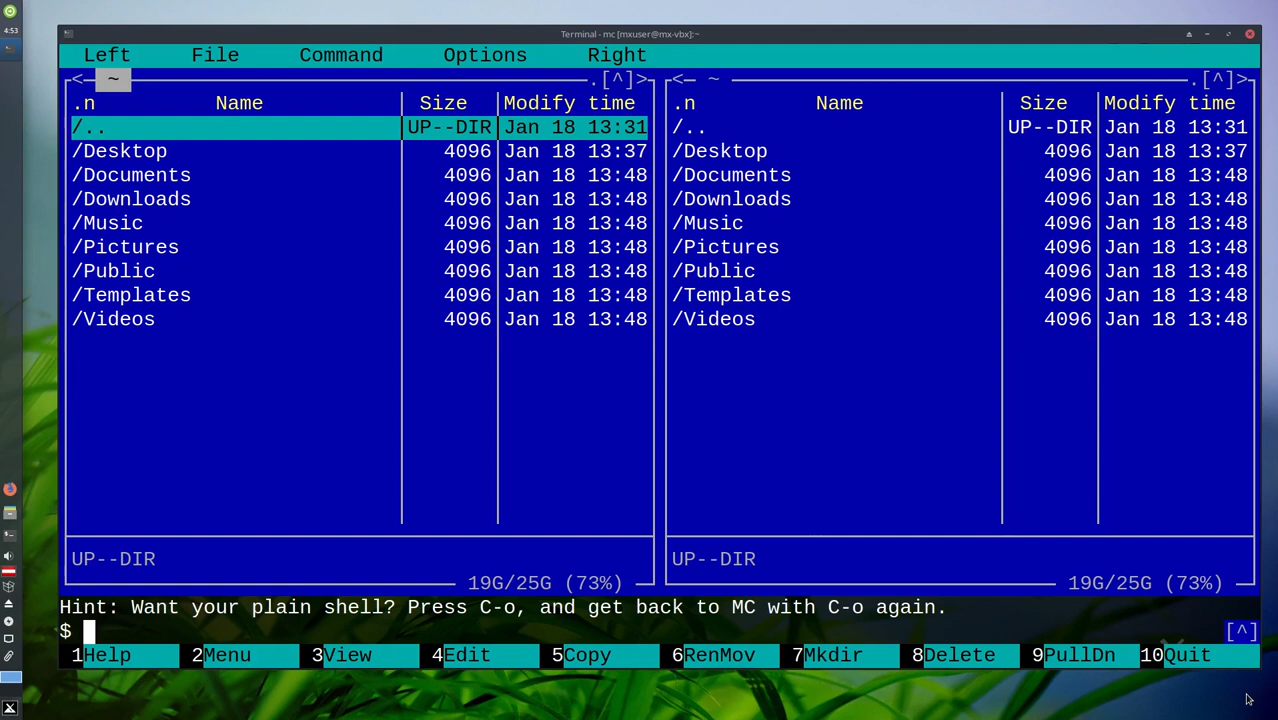 4:53
Terminal - mc [mxuser@mx-vbx]:~
Left File Command Options Right
<─ ~ ─.[^]> <─ ~ ─.[^]>
.n Name Size Modify time .n Name Size Modify time
/.. UP--DIR Jan 18 13:31 /.. UP--DIR Jan 18 13:31
/Desktop 4096 Jan 18 13:37 /Desktop 4096 Jan 18 13:37
/Documents 4096 Jan 18 13:48 /Documents 4096 Jan 18 13:48
/Downloads 4096 Jan 18 13:48 /Downloads 4096 Jan 18 13:48
/Music 4096 Jan 18 13:48 /Music 4096 Jan 18 13:48
/Pictures 4096 Jan 18 13:48 /Pictures 4096 Jan 18 13:48
/Public 4096 Jan 18 13:48 /Public 4096 Jan 18 13:48
/Templates 4096 Jan 18 13:48 /Templates 4096 Jan 18 13:48
/Videos 4096 Jan 18 13:48 /Videos 4096 Jan 18 13:48
UP--DIR UP--DIR
19G/25G (73%) 19G/25G (73%)
Hint: Want your plain shell? Press C-o, and get back to MC with C-o again.
$ [^]
1Help 2Menu 3View 4Edit 5Copy 6RenMov 7Mkdir 8Delete 9PullDn 10Quit